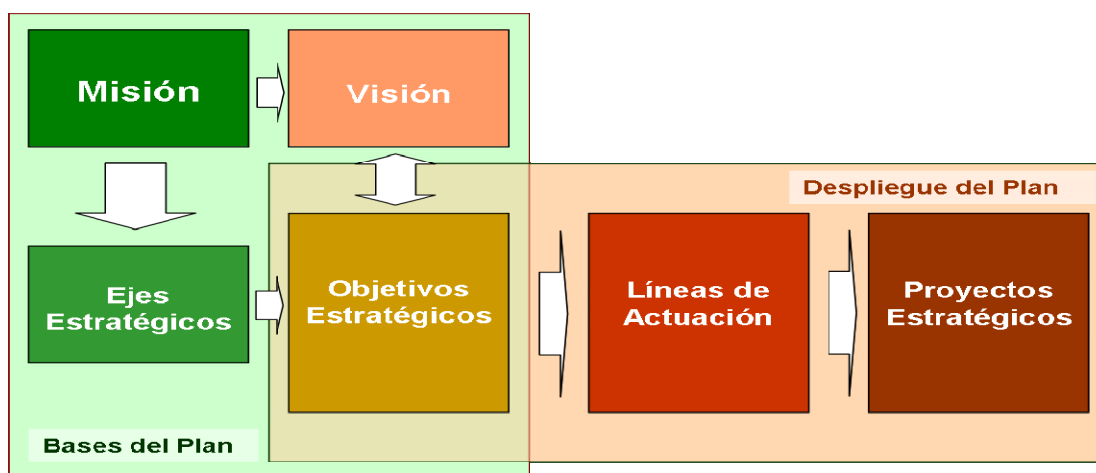 Misión
Visión
Despliegue del Plan
Ejes
Estratégicos
Objetivos
Estratégicos
Líneas de
Actuación
Proyectos
Estratégicos
Bases del Plan